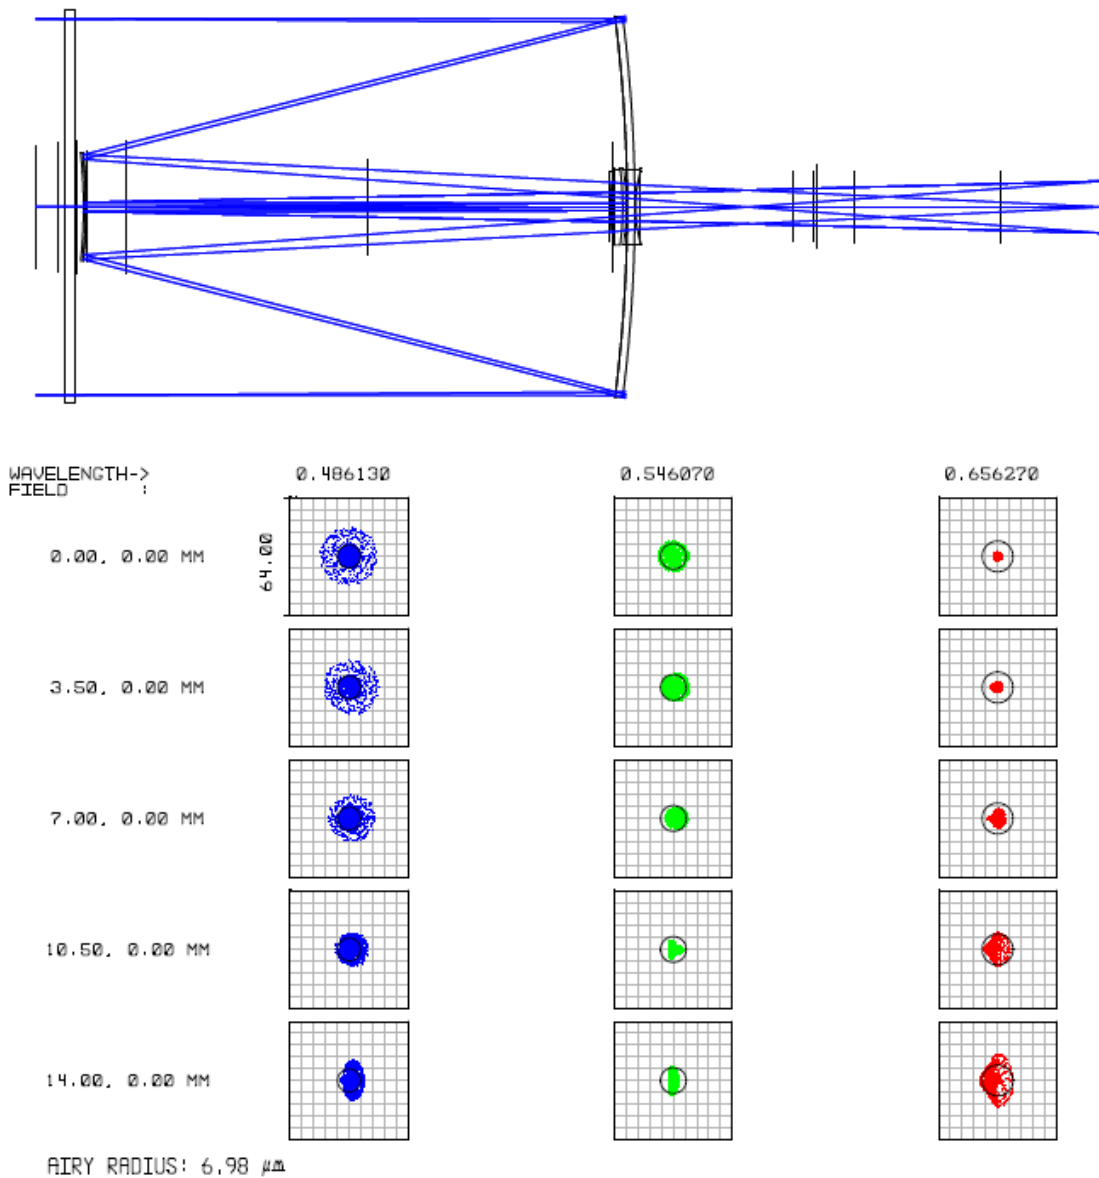 WAVELENGTH-> 0.486130 0.546070 0.656270
FIELD :
0.00, 0.00 MM
64.00
3.50, 0.00 MM
7.00, 0.00 MM
10.50, 0.00 MM
14.00, 0.00 MM
AIRY RADIUS: 6.98 µm